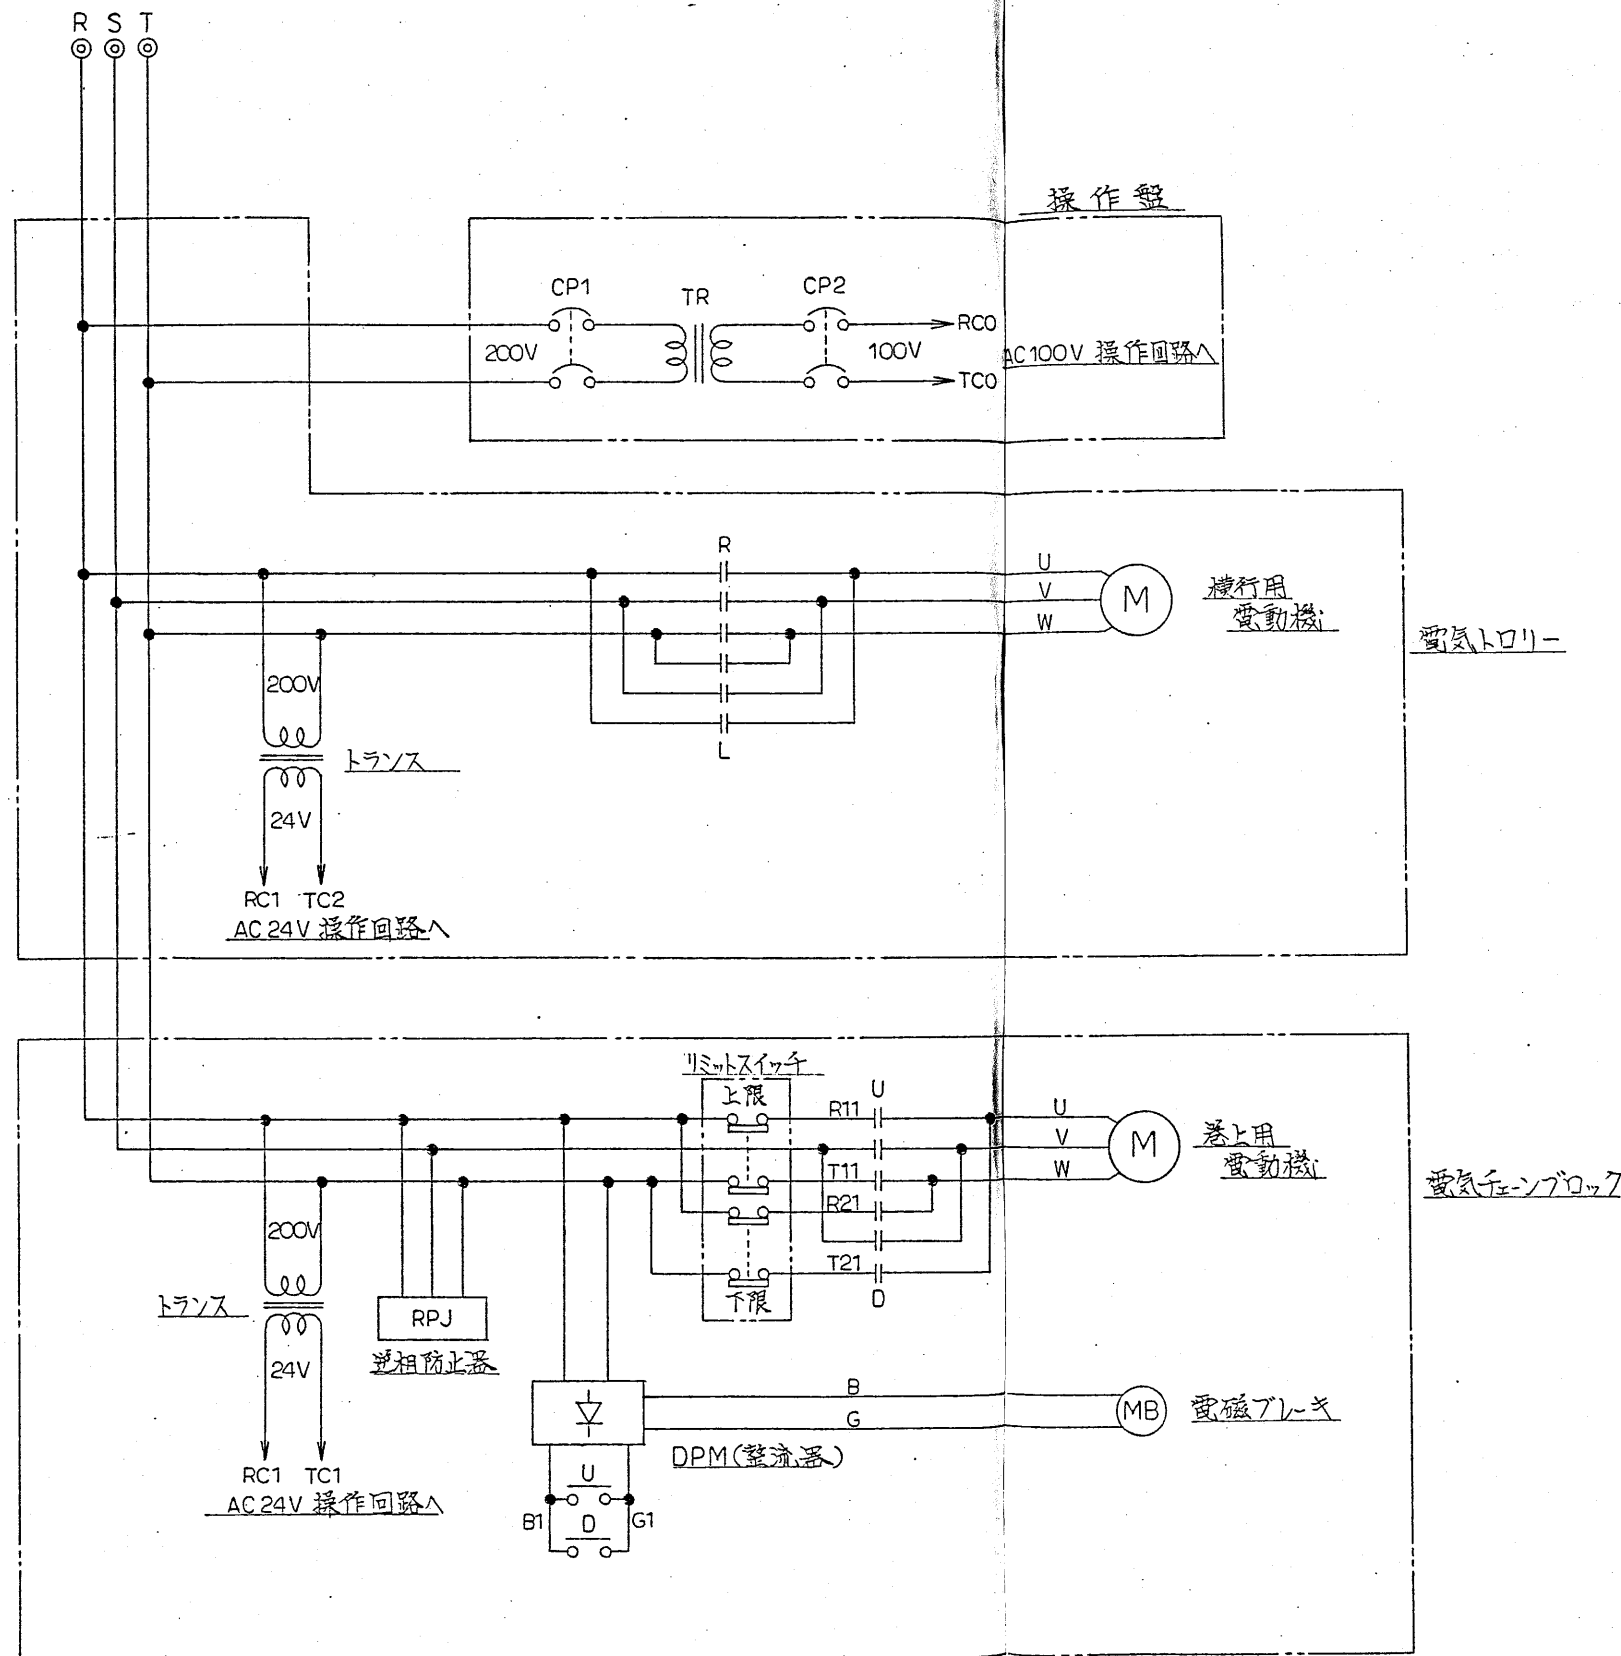 R S T
操作盤
CP1
TR
CP2
200V
100V
RC0
TC0
AC100V 操作回路へ
R
U
V
W
M
横行用
電動機
電気トロリー
200V
L
トランス
24V
RC1 TC2
AC24V 操作回路へ
リミットスイッチ
上限
R11
U
U
V
W
M
巻上用
電動機
電気チェーンブロック
T11
R21
T21
D
下限
200V
トランス
24V
RPJ
逆相防止器
RC1 TC1
AC24V 操作回路へ
B
G
MB
電磁ブレーキ
DPM(整流器)
U
B1
D
G1